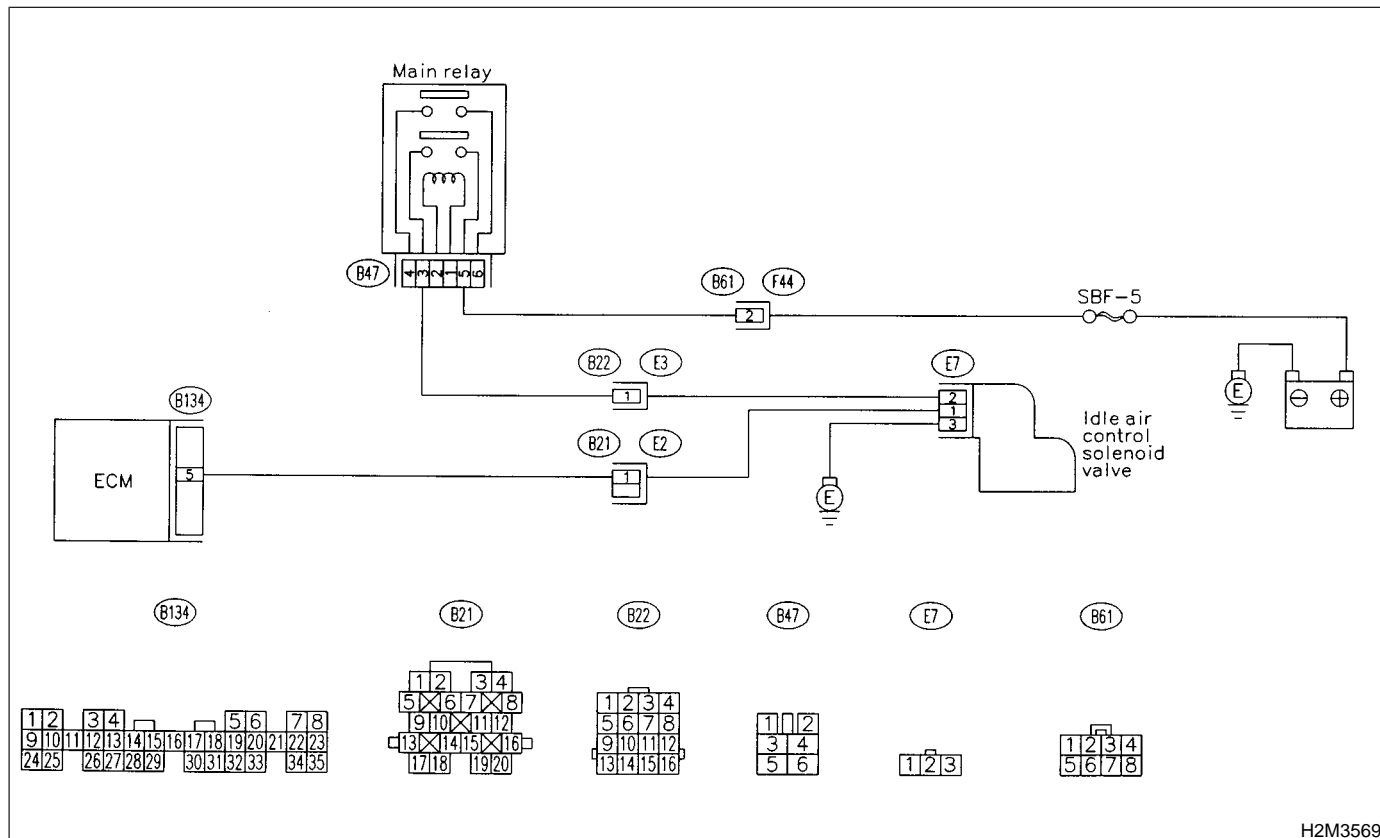 Main relay
B47
4 3 2 1 5 6
B61 F44
2
SBF-5
B22 E3
1
E7
2
1
3
E
⊖ ⊕
Idle air
control
solenoid
valve
B134
ECM
5
B21 E2
1
E
B134
B21
B22
B47
E7
B61
1 2 3 4 5 6 7 8
9 10 11 12 13 14 15 16 17 18 19 20 21 22 23
24 25 26 27 28 29 30 31 32 33 34 35
1 2 3 4
5 6 7 8
9 10 11 12
13 14 15 16
17 18 19 20
1 2 3 4
5 6 7 8
9 10 11 12
13 14 15 16
1 2
3 4
5 6
1 2 3
1 2 3 4
5 6 7 8
H2M3569